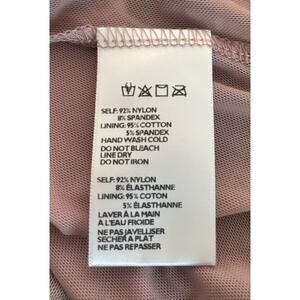 SELF: 92% NYLON
8% SPANDEX
LINING: 95% COTTON
5% SPANDEX
HAND WASH COLD
DO NOT BLEACH
LINE DRY
DO NOT IRON
SELF: 92% NYLON
8% ÉLASTHANNE
LINING: 95% COTON
5% ÉLASTHANNE
LAVER À LA MAIN
À L'EAU FROIDE
NE PAS JAVELLISER
SECHER A PLAT
NE PAS REPASSER